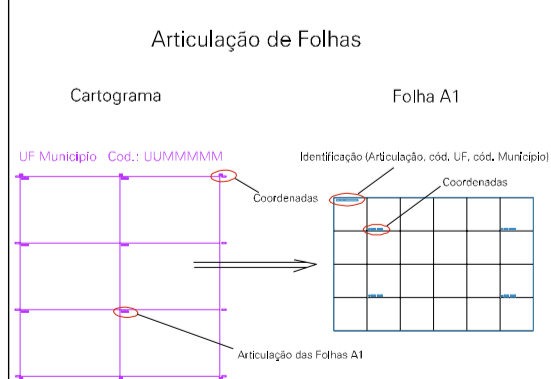 Articulação de Folhas
Cartograma
Folha A1
UF Municipio Cod.: UUMMMMM
Identificação (Articulação, cód. UF, cód. Município)
Coordenadas
Coordenadas
Articulação das Folhas A1